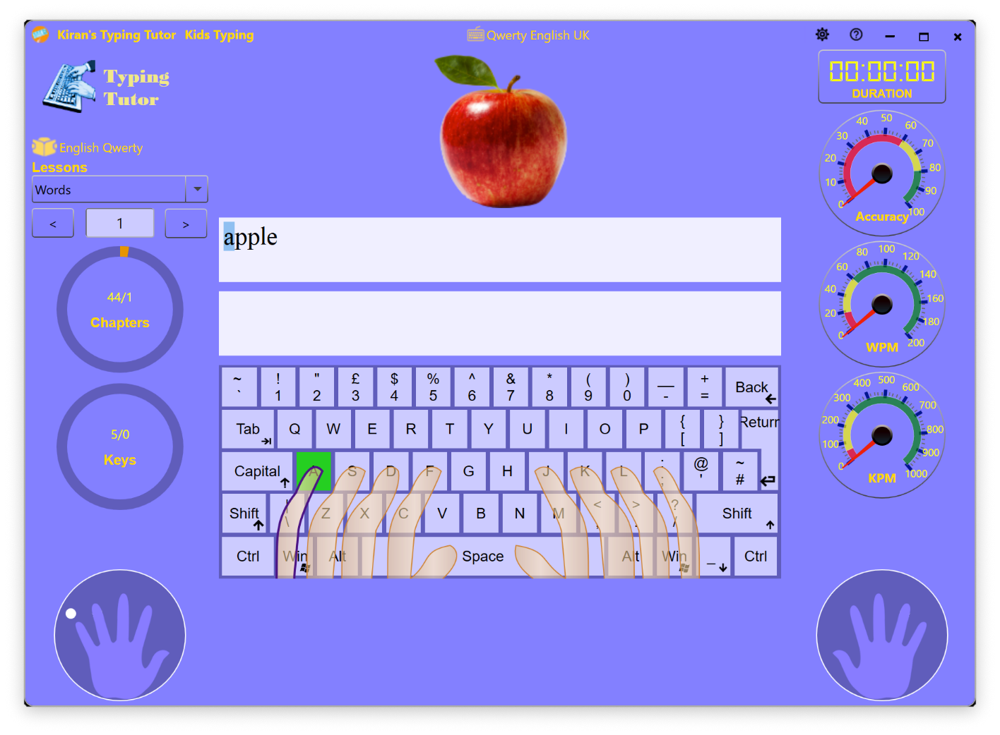 Kiran's Typing Tutor Kids Typing
Qwerty English UK
Typing
Tutor
English Qwerty
Lessons
Words
< 1 >
44/1
Chapters
5/0
Keys
apple
~ ! " £ $ % ^ & * ( ) __ +
` 1 2 3 4 5 6 7 8 9 0 - = Back
Tab Q W E R T Y U I O P { [ } ] Return
Capital A S D F G H J K L : ; @ ' ~ #
Shift | \ Z X C V B N M < , > . ? / Shift
Ctrl Win Alt Space Alt Win _ Ctrl
00:00:00
DURATION
0 10 20 30 40 50 60 70 80 90 100
Accuracy
0 20 40 60 80 100 120 140 160 180 200
WPM
0 100 200 300 400 500 600 700 800 900 1000
KPM